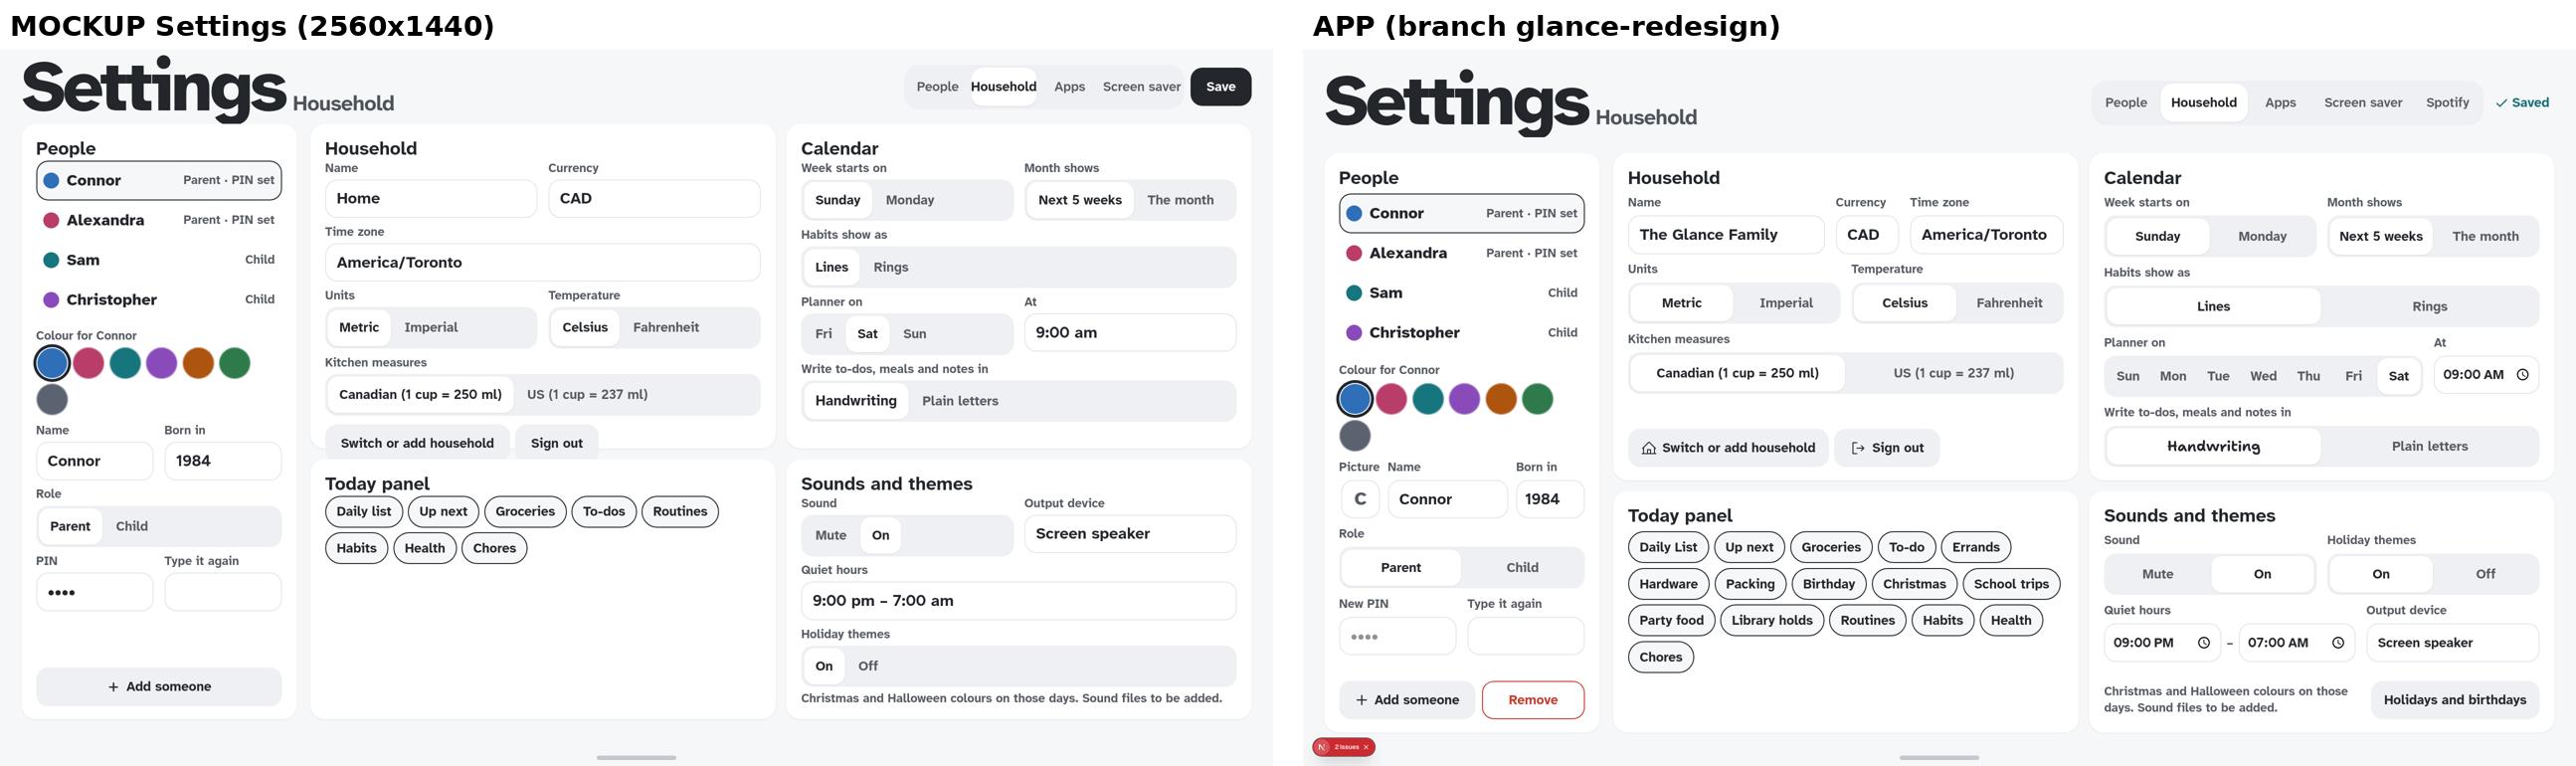 MOCKUP Settings (2560x1440)
Settings Household
People Household Apps Screen saver Save
People
Connor Parent · PIN set
Alexandra Parent · PIN set
Sam Child
Christopher Child
Colour for Connor
Name Born in
Connor 1984
Role
Parent Child
PIN Type it again
••••
+ Add someone
Household
Name Currency
Home CAD
Time zone
America/Toronto
Units Temperature
Metric Imperial Celsius Fahrenheit
Kitchen measures
Canadian (1 cup = 250 ml) US (1 cup = 237 ml)
Switch or add household Sign out
Calendar
Week starts on Month shows
Sunday Monday Next 5 weeks The month
Habits show as
Lines Rings
Planner on At
Fri Sat Sun 9:00 am
Write to-dos, meals and notes in
Handwriting Plain letters
Today panel
Daily list Up next Groceries To-dos Routines
Habits Health Chores
Sounds and themes
Sound Output device
Mute On Screen speaker
Quiet hours
9:00 pm – 7:00 am
Holiday themes
On Off
Christmas and Halloween colours on those days. Sound files to be added.
APP (branch glance-redesign)
Settings Household
People Household Apps Screen saver Spotify ✓ Saved
People
Connor Parent · PIN set
Alexandra Parent · PIN set
Sam Child
Christopher Child
Colour for Connor
Picture Name Born in
C Connor 1984
Role
Parent Child
New PIN Type it again
••••
+ Add someone Remove
N 2 Issues ×
Household
Name Currency Time zone
The Glance Family CAD America/Toronto
Units Temperature
Metric Imperial Celsius Fahrenheit
Kitchen measures
Canadian (1 cup = 250 ml) US (1 cup = 237 ml)
Switch or add household Sign out
Calendar
Week starts on Month shows
Sunday Monday Next 5 weeks The month
Habits show as
Lines Rings
Planner on At
Sun Mon Tue Wed Thu Fri Sat 09:00 AM
Write to-dos, meals and notes in
Handwriting Plain letters
Today panel
Daily List Up next Groceries To-do Errands
Hardware Packing Birthday Christmas School trips
Party food Library holds Routines Habits Health
Chores
Sounds and themes
Sound Holiday themes
Mute On On Off
Quiet hours Output device
09:00 PM – 07:00 AM Screen speaker
Christmas and Halloween colours on those
days. Sound files to be added.
Holidays and birthdays